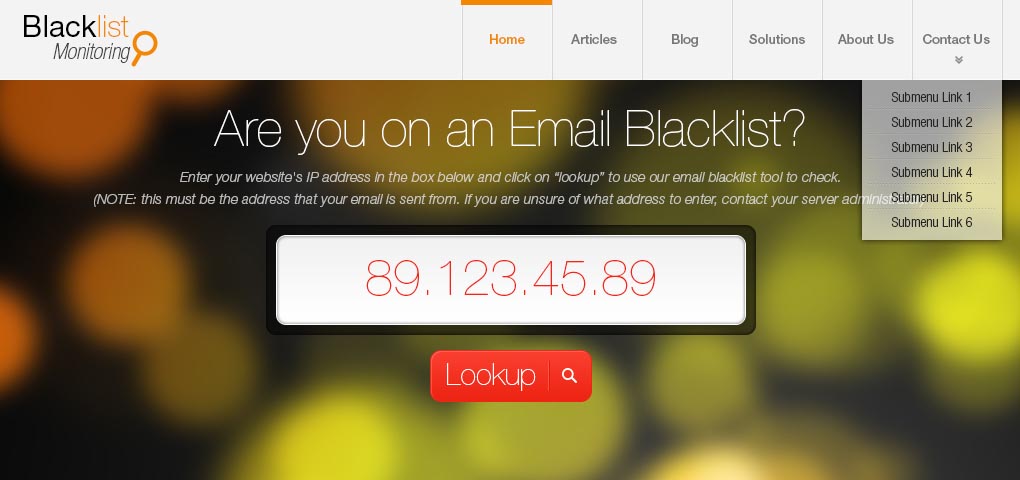 Blacklist
Monitoring
Home
Articles
Blog
Solutions
About Us
Contact Us
Submenu Link 1
Submenu Link 2
Submenu Link 3
Submenu Link 4
Submenu Link 5
Submenu Link 6
Are you on an Email Blacklist?
Enter your website's IP address in the box below and click on “lookup” to use our email blacklist tool to check.
(NOTE: this must be the address that your email is sent from. If you are unsure of what address to enter, contact your server
89.123.45.89
Lookup